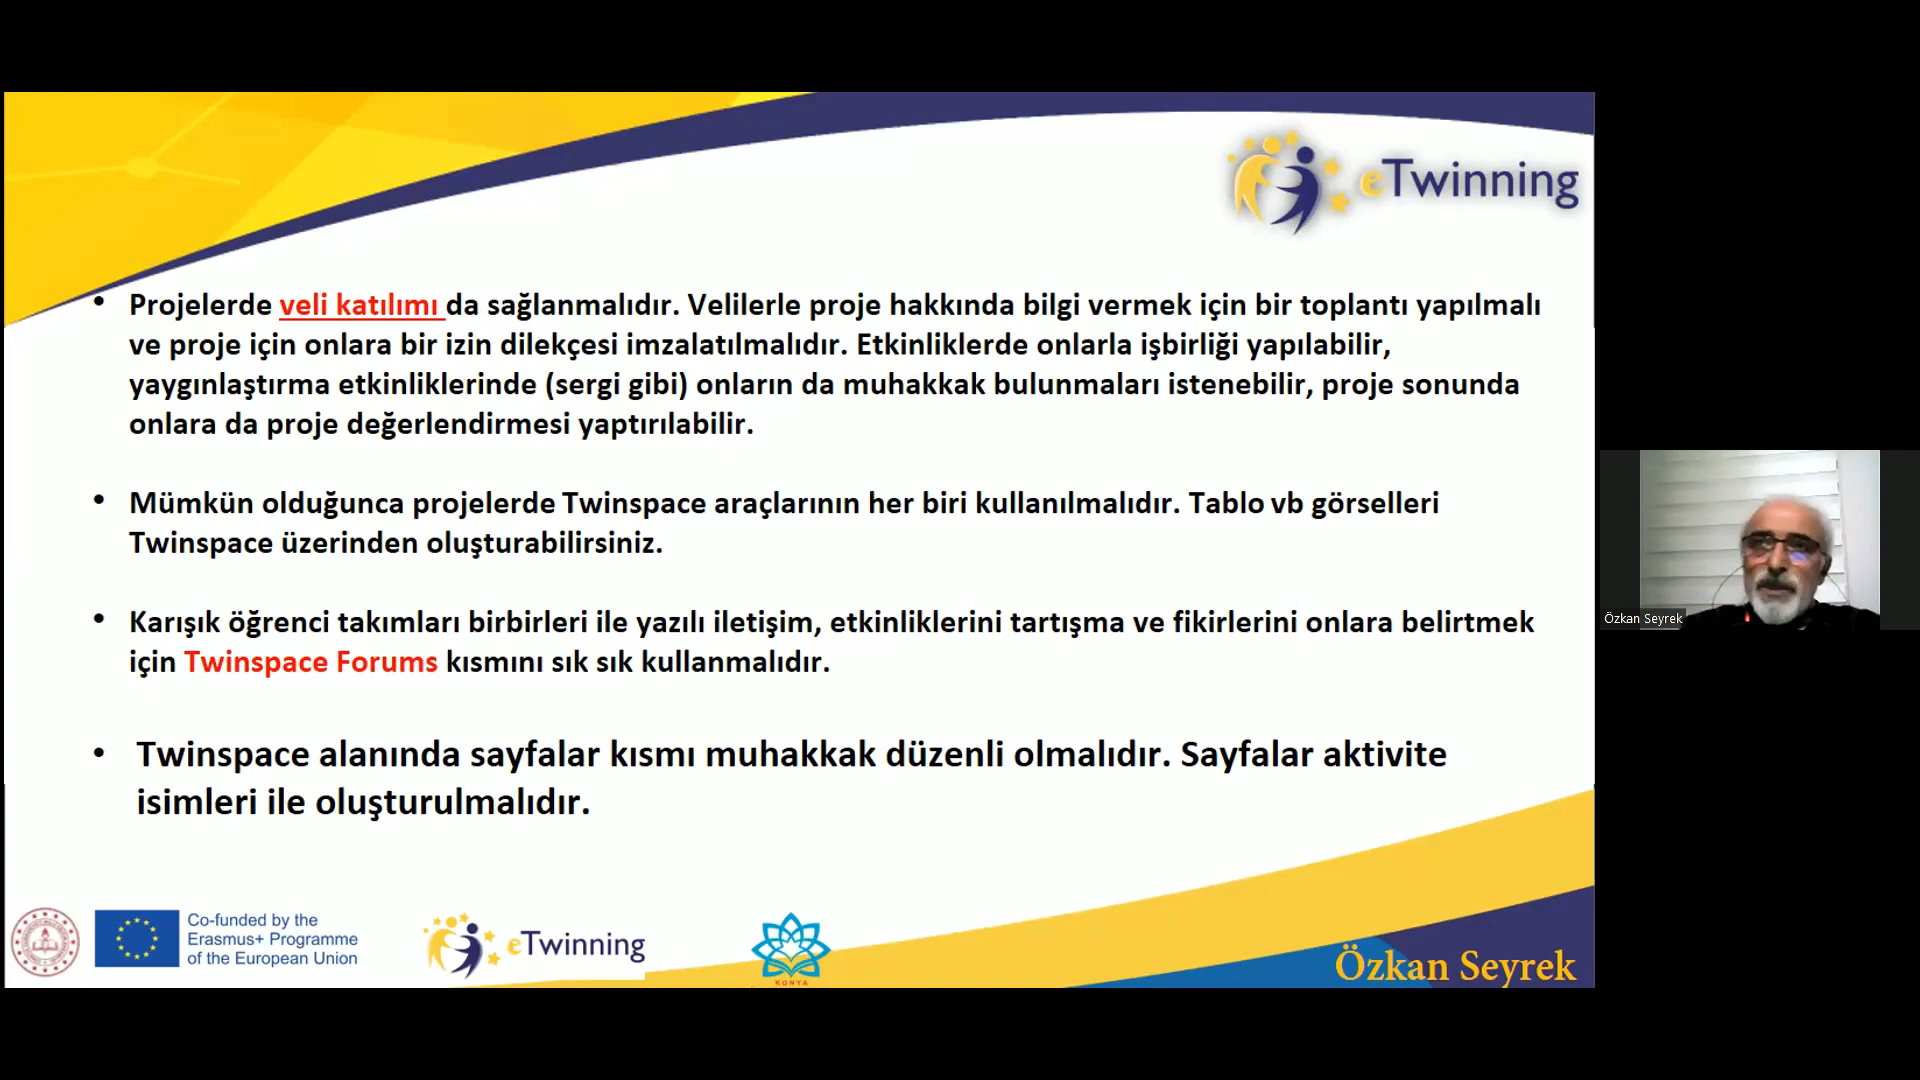 eTwinning
• Projelerde veli katılımı da sağlanmalıdır. Velilerle proje hakkında bilgi vermek için bir toplantı yapılmalı
ve proje için onlara bir izin dilekçesi imzalatılmalıdır. Etkinliklerde onlarla işbirliği yapılabilir,
yaygınlaştırma etkinliklerinde (sergi gibi) onların da muhakkak bulunmaları istenebilir, proje sonunda
onlara da proje değerlendirmesi yaptırılabilir.
• Mümkün olduğunca projelerde Twinspace araçlarının her biri kullanılmalıdır. Tablo vb görselleri
Twinspace üzerinden oluşturabilirsiniz.
• Karışık öğrenci takımları birbirleri ile yazılı iletişim, etkinliklerini tartışma ve fikirlerini onlara belirtmek
için Twinspace Forums kısmını sık sık kullanmalıdır.
• Twinspace alanında sayfalar kısmı muhakkak düzenli olmalıdır. Sayfalar aktivite
isimleri ile oluşturulmalıdır.
Co-funded by the
Erasmus+ Programme
of the European Union
eTwinning
KONYA
Özkan Seyrek
Özkan Seyrek